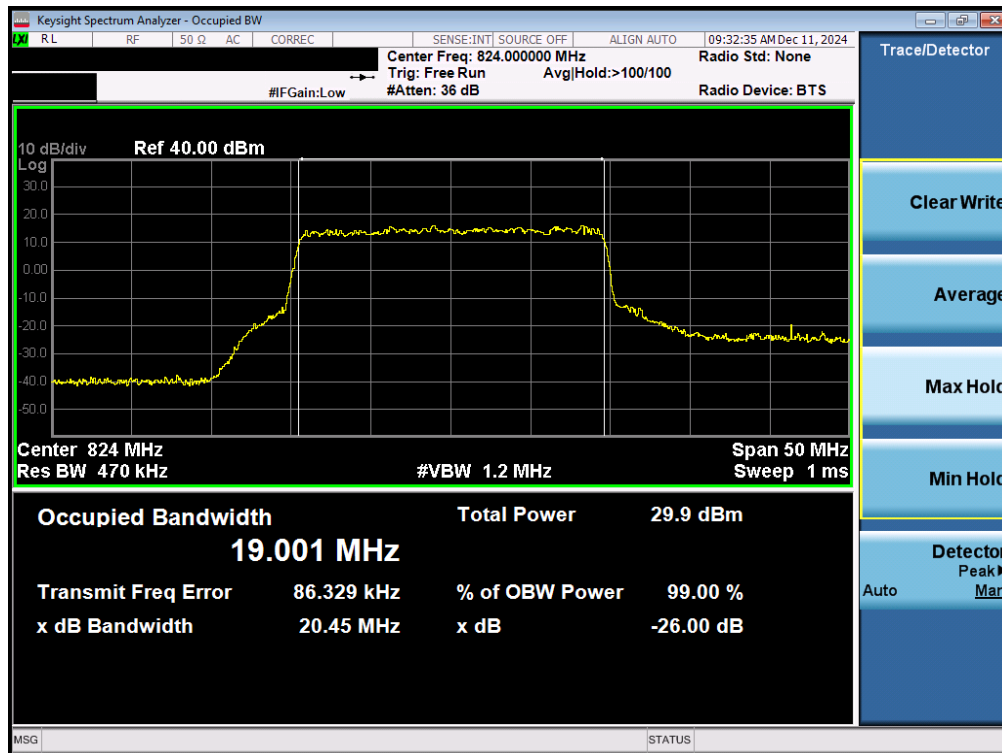 Keysight Spectrum Analyzer - Occupied BW
LXI RL RF 50 Ω AC CORREC SENSE:INT SOURCE OFF ALIGN AUTO 09:32:35 AM Dec 11, 2024
Center Freq: 824.000000 MHz Radio Std: None
Trig: Free Run Avg|Hold:>100/100
#IFGain:Low #Atten: 36 dB Radio Device: BTS
Trace/Detector
10 dB/div Ref 40.00 dBm
Log
30.0
20.0
10.0
0.00
-10.0
-20.0
-30.0
-40.0
-50.0
Center 824 MHz Span 50 MHz
Res BW 470 kHz #VBW 1.2 MHz Sweep 1 ms
Occupied Bandwidth Total Power 29.9 dBm
19.001 MHz
Transmit Freq Error 86.329 kHz % of OBW Power 99.00 %
x dB Bandwidth 20.45 MHz x dB -26.00 dB
Clear Write
Average
Max Hold
Min Hold
Detector
Peak
Auto Man
MSG STATUS